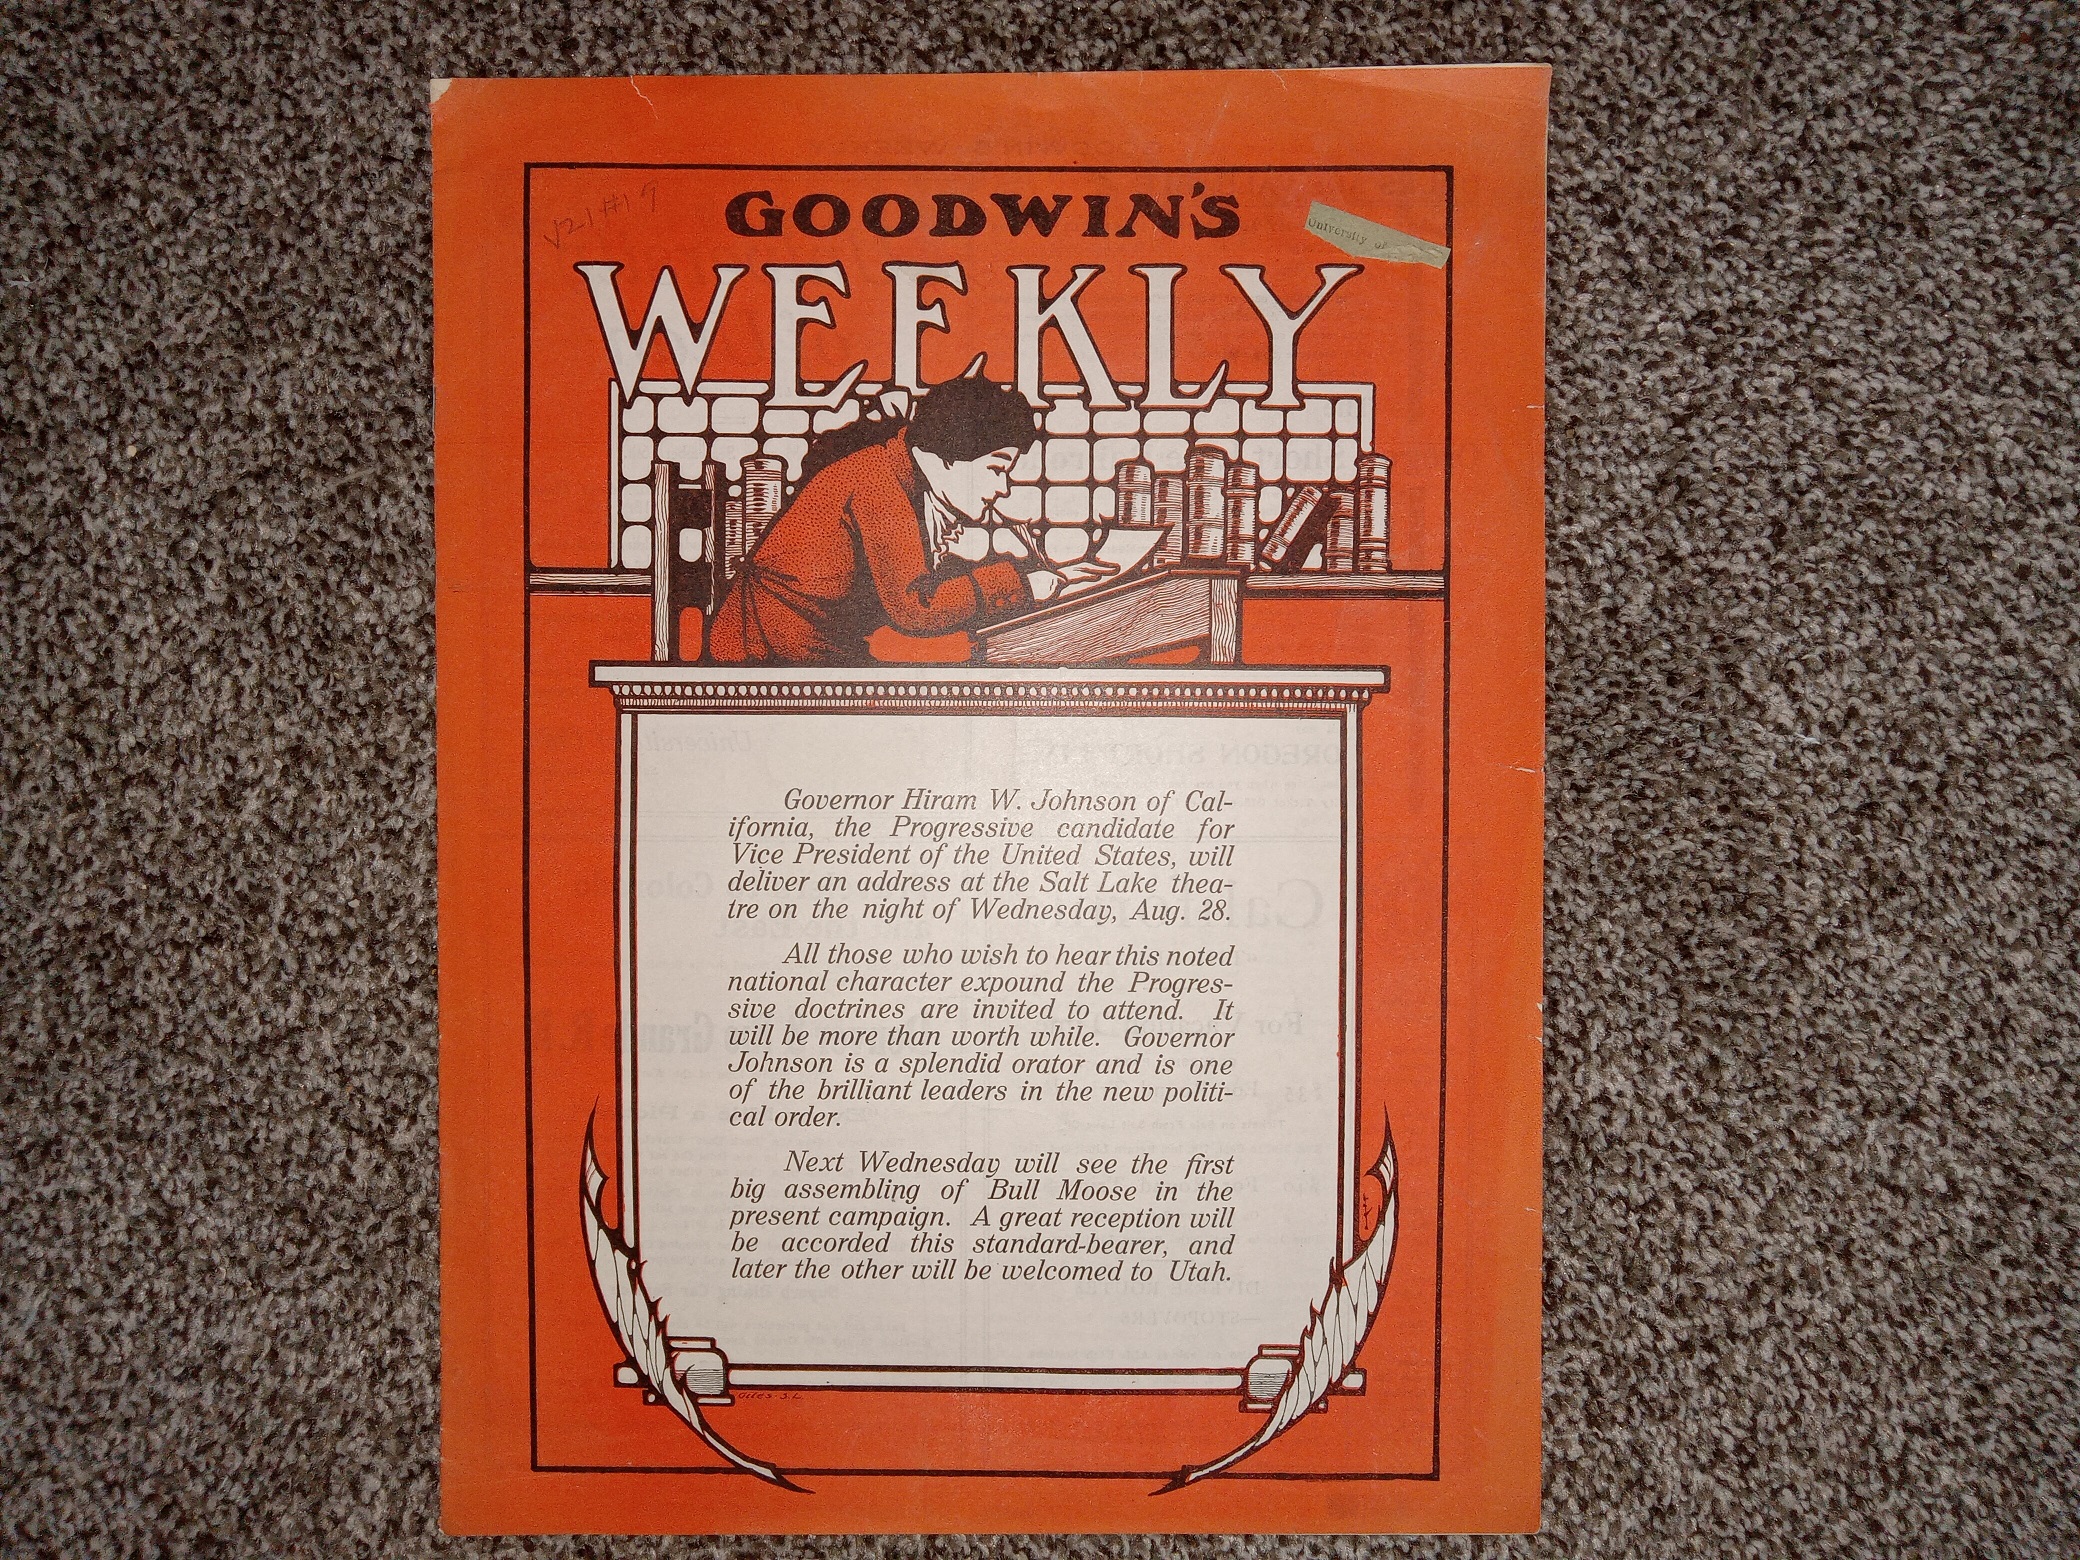 V21 #17
GOODWIN'S
University of
WEEKLY
Governor Hiram W. Johnson of Cal-
ifornia, the Progressive candidate for
Vice President of the United States, will
deliver an address at the Salt Lake thea-
tre on the night of Wednesday, Aug. 28.
All those who wish to hear this noted
national character expound the Progres-
sive doctrines are invited to attend. It
will be more than worth while. Governor
Johnson is a splendid orator and is one
of the brilliant leaders in the new politi-
cal order.
Next Wednesday will see the first
big assembling of Bull Moose in the
present campaign. A great reception will
be accorded this standard-bearer, and
later the other will be welcomed to Utah.